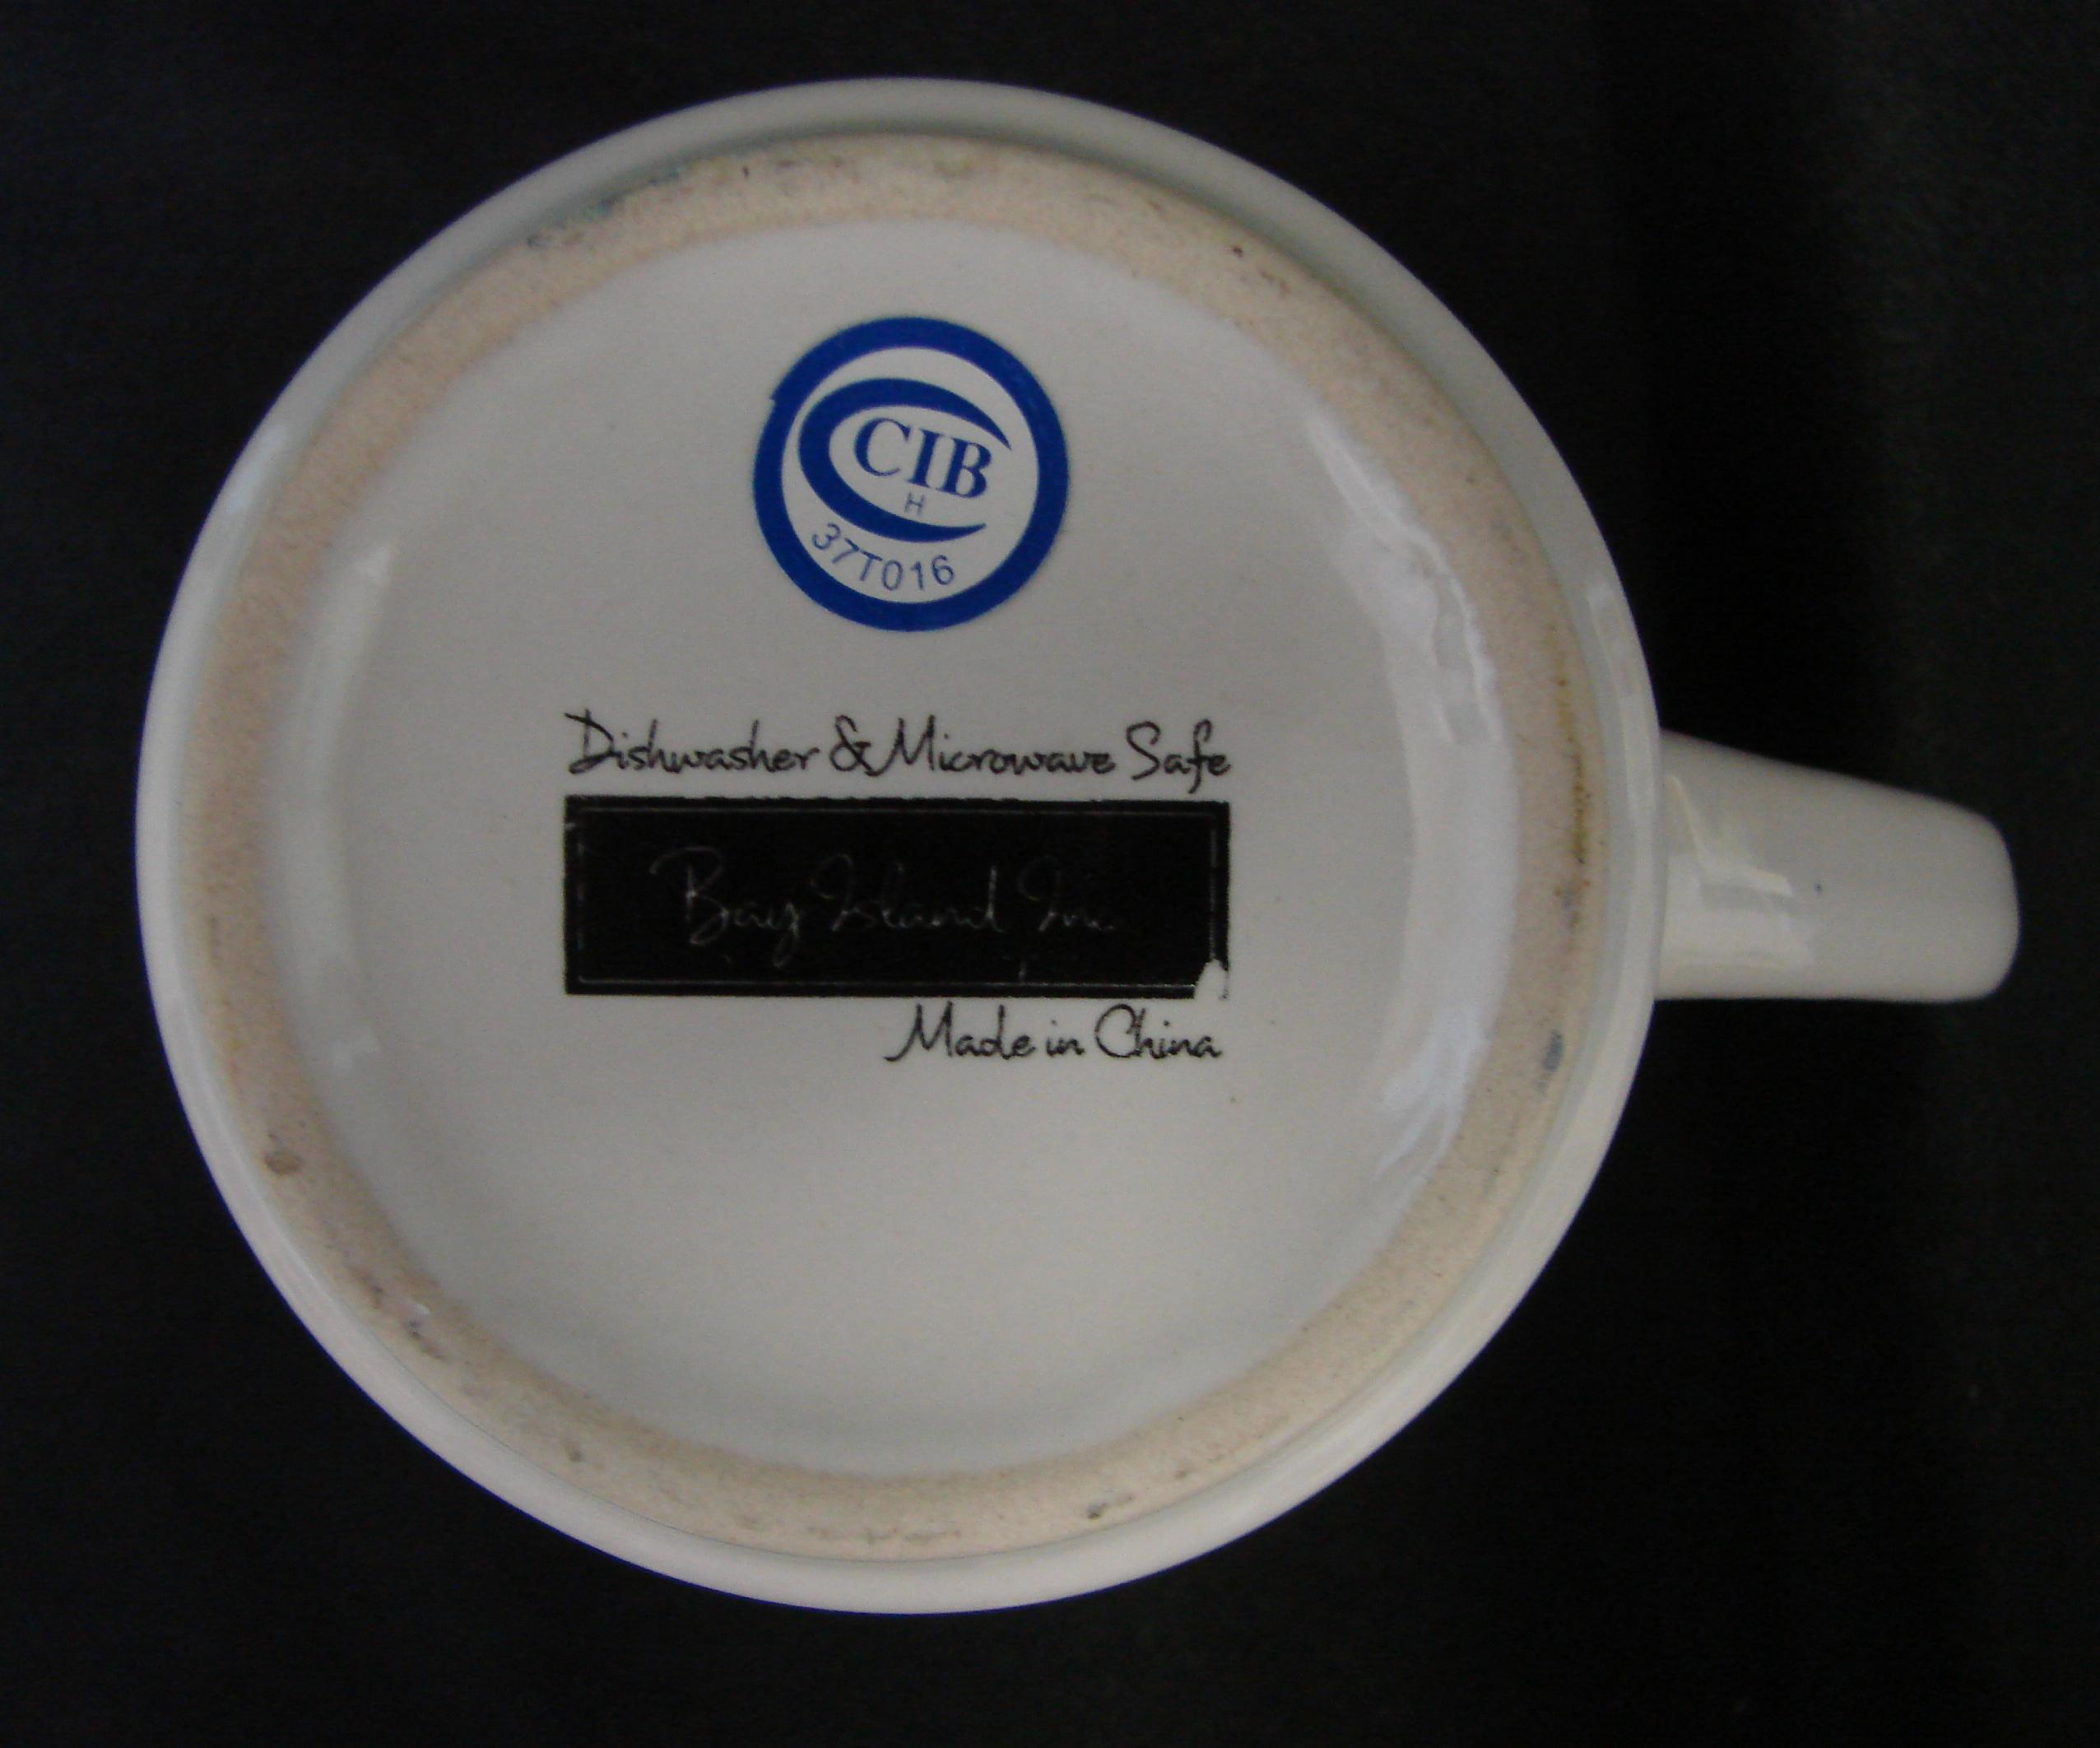 CIB
H
37T016
Dishwasher & Microwave Safe
Bay Island Inc.
Made in China